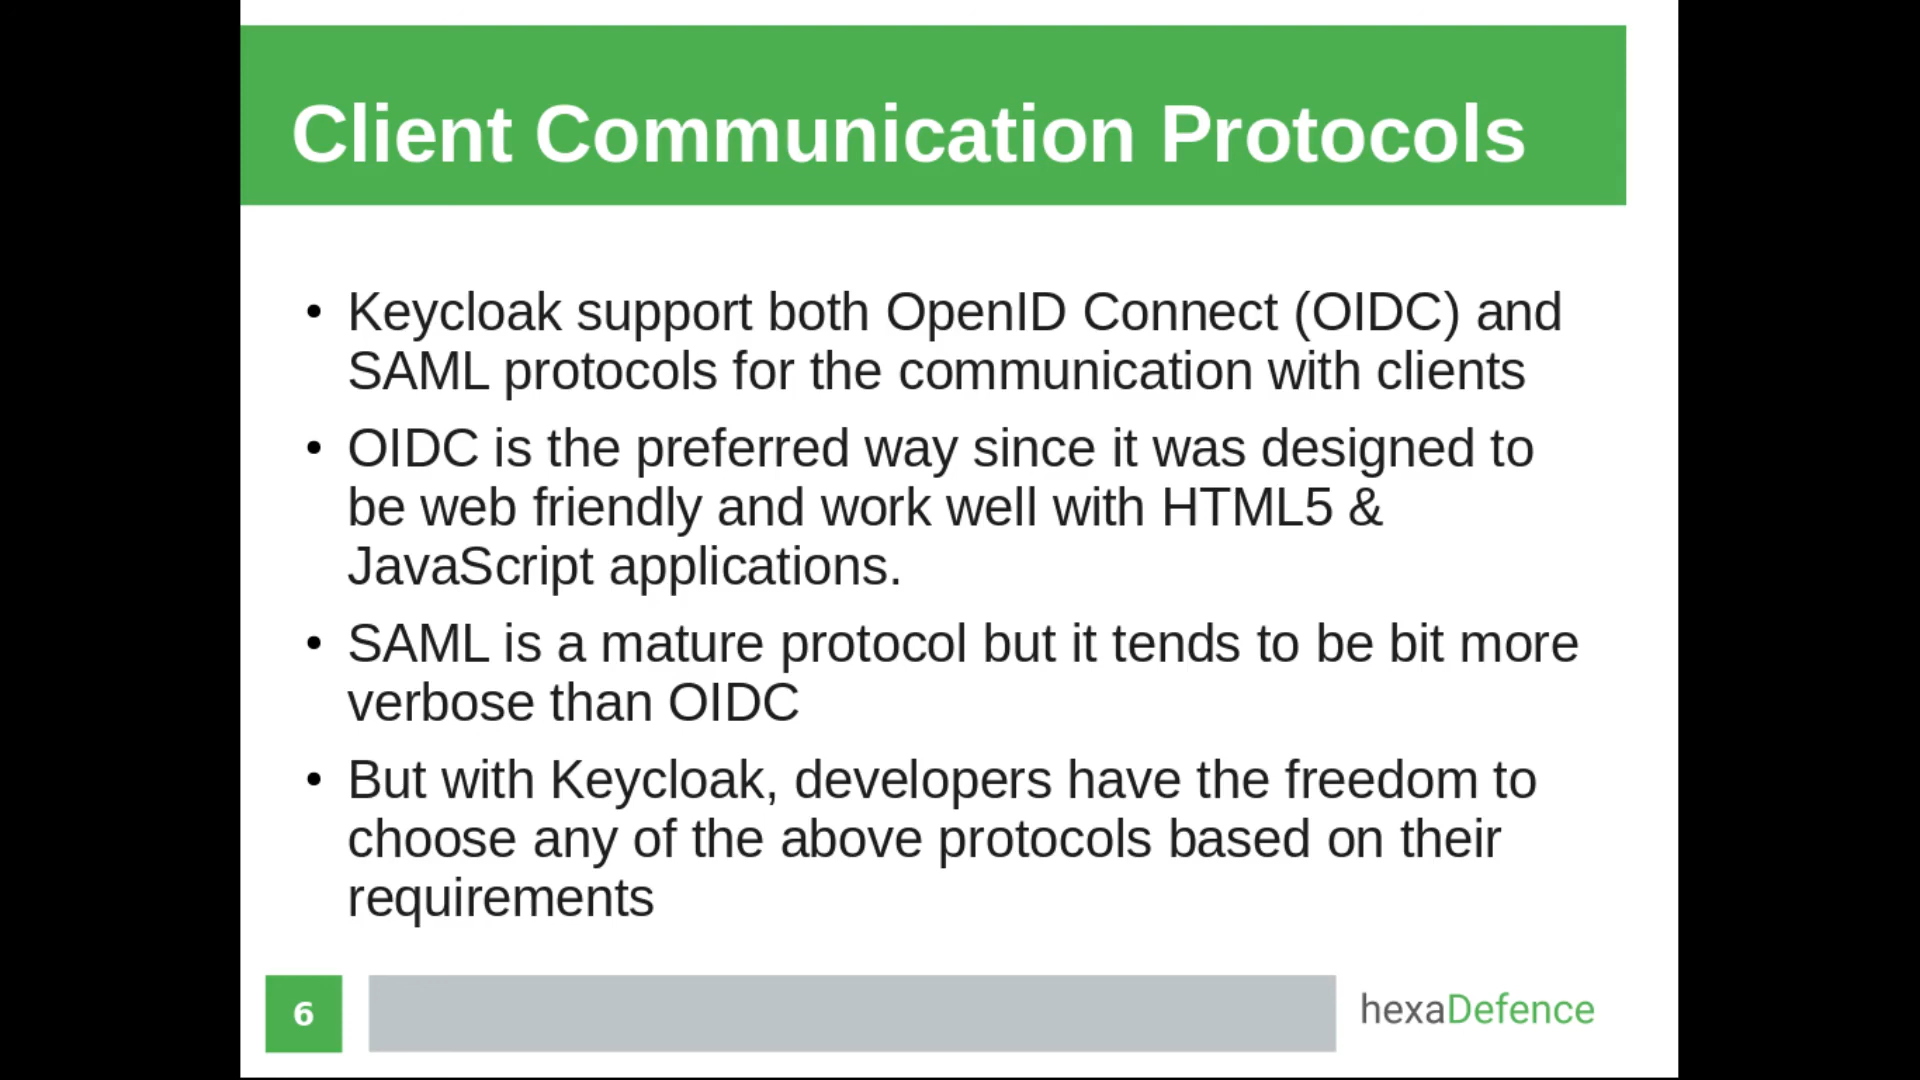 Client Communication Protocols
• Keycloak support both OpenID Connect (OIDC) and
SAML protocols for the communication with clients
• OIDC is the preferred way since it was designed to
be web friendly and work well with HTML5 &
JavaScript applications.
• SAML is a mature protocol but it tends to be bit more
verbose than OIDC
• But with Keycloak, developers have the freedom to
choose any of the above protocols based on their
requirements
6
hexaDefence